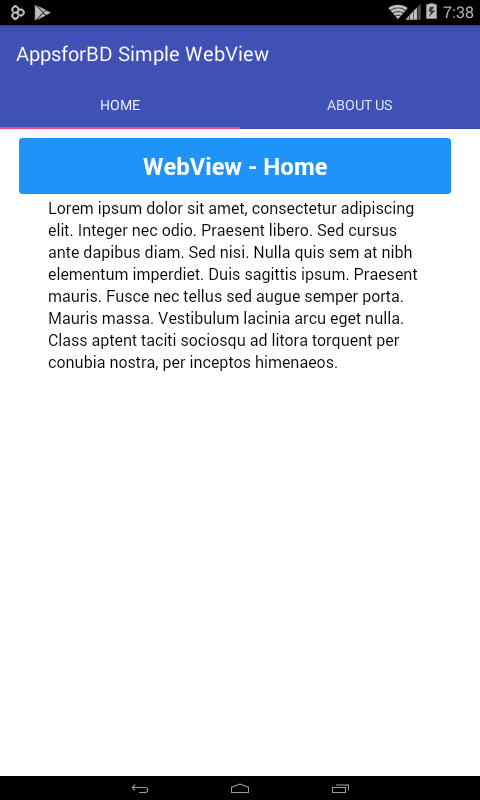 7:38
AppsforBD Simple WebView
HOME
ABOUT US
WebView - Home
Lorem ipsum dolor sit amet, consectetur adipiscing
elit. Integer nec odio. Praesent libero. Sed cursus
ante dapibus diam. Sed nisi. Nulla quis sem at nibh
elementum imperdiet. Duis sagittis ipsum. Praesent
mauris. Fusce nec tellus sed augue semper porta.
Mauris massa. Vestibulum lacinia arcu eget nulla.
Class aptent taciti sociosqu ad litora torquent per
conubia nostra, per inceptos himenaeos.